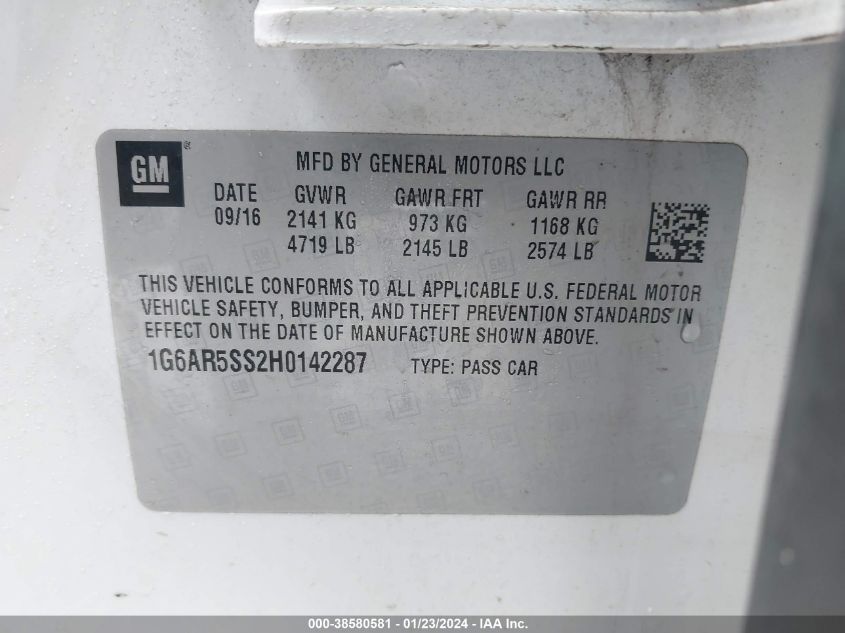 GM ®
MFD BY GENERAL MOTORS LLC
DATE GVWR GAWR FRT GAWR RR
09/16 2141 KG 973 KG 1168 KG
4719 LB 2145 LB 2574 LB
THIS VEHICLE CONFORMS TO ALL APPLICABLE U.S. FEDERAL MOTOR
VEHICLE SAFETY, BUMPER, AND THEFT PREVENTION STANDARDS IN
EFFECT ON THE DATE OF MANUFACTURE SHOWN ABOVE.
1G6AR5SS2H0142287 TYPE: PASS CAR
000-38580581 - 01/23/2024 - IAA Inc.